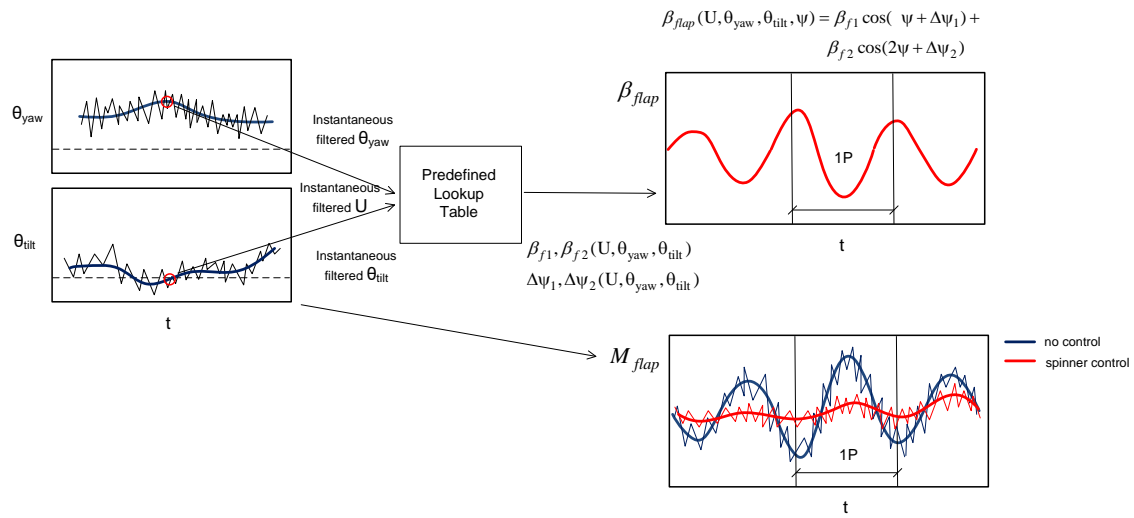 β_flap(U,θ_yaw,θ_tilt,ψ) = β_f1 cos( ψ + Δψ_1) +
β_f2 cos(2ψ + Δψ_2)
θ_yaw
Instantaneous
filtered θ_yaw
Predefined
Lookup
Table
Instantaneous
filtered U
β_flap
1P
t
θ_tilt
Instantaneous
filtered θ_tilt
t
β_f1, β_f2(U,θ_yaw,θ_tilt)
Δψ_1, Δψ_2(U,θ_yaw,θ_tilt)
M_flap
1P
t
no control
spinner control